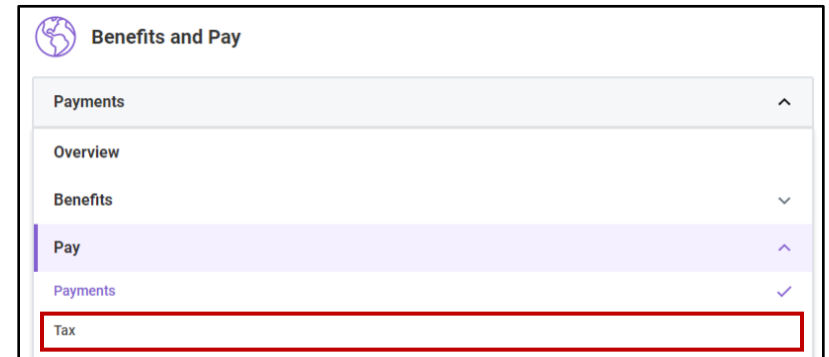 Benefits and Pay
Payments
Overview
Benefits
Pay
Payments
Tax